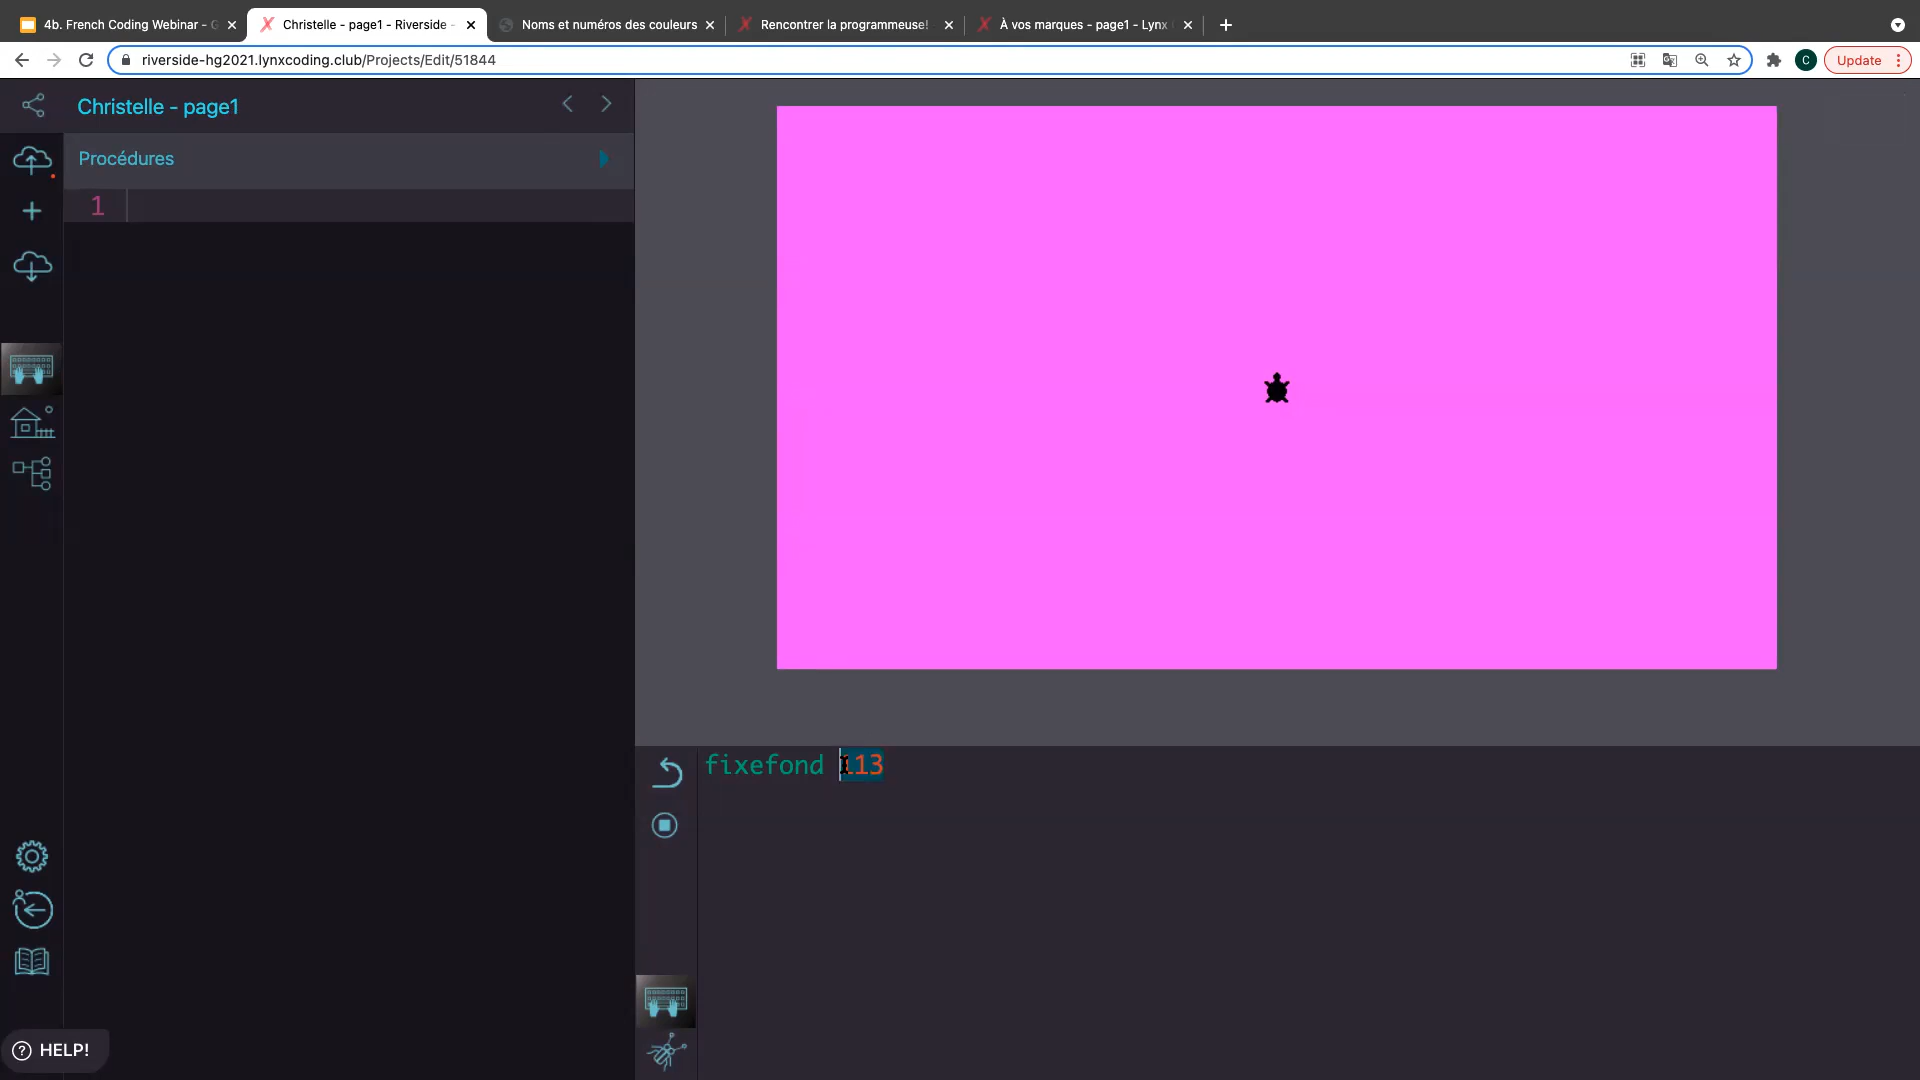 4b. French Coding Webinar - G
Christelle - page1 - Riverside -
Noms et numéros des couleurs
Rencontrer la programmeuse!
À vos marques - page1 - Lynx
riverside-hg2021.lynxcoding.club/Projects/Edit/51844
C
Update
Christelle - page1
Procédures
1
fixefond 113
HELP!